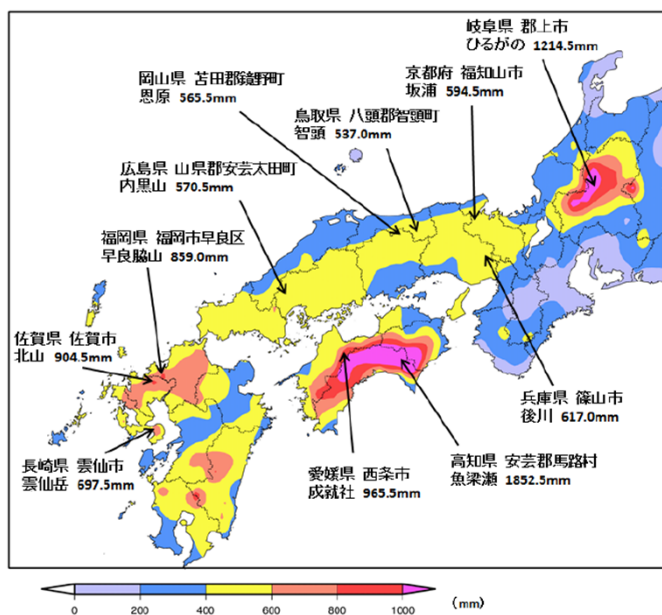 岐阜県 郡上市
ひるがの 1214.5mm
岡山県 苫田郡鏡野町
恩原 565.5mm
京都府 福知山市
坂浦 594.5mm
鳥取県 八頭郡智頭町
智頭 537.0mm
広島県 山県郡安芸太田町
内黒山 570.5mm
福岡県 福岡市早良区
早良脇山 859.0mm
佐賀県 佐賀市
北山 904.5mm
長崎県 雲仙市
雲仙岳 697.5mm
愛媛県 西条市
成就社 965.5mm
高知県 安芸郡馬路村
魚梁瀬 1852.5mm
兵庫県 篠山市
後川 617.0mm
0 200 400 600 800 1000 (mm)